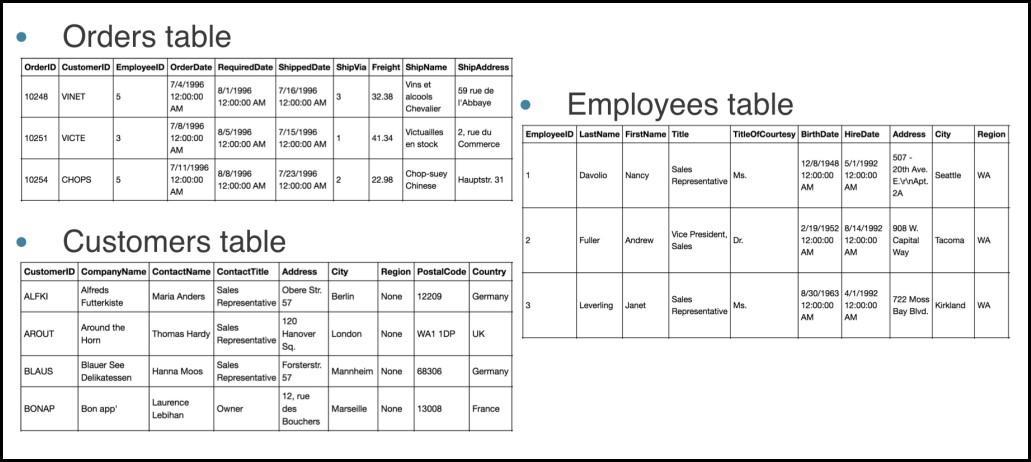 • Orders table
OrderID CustomerID EmployeeID OrderDate RequiredDate ShippedDate ShipVia Freight ShipName ShipAddress
10248 VINET 5 7/4/1996 12:00:00 AM 8/1/1996 12:00:00 AM 7/16/1996 12:00:00 AM 3 32.38 Vins et alcools Chevalier 59 rue de l'Abbaye
10251 VICTE 3 7/8/1996 12:00:00 AM 8/5/1996 12:00:00 AM 7/15/1996 12:00:00 AM 1 41.34 Victuailles en stock 2, rue du Commerce
10254 CHOPS 5 7/11/1996 12:00:00 AM 8/8/1996 12:00:00 AM 7/23/1996 12:00:00 AM 2 22.98 Chop-suey Chinese Hauptstr. 31
• Customers table
CustomerID CompanyName ContactName ContactTitle Address City Region PostalCode Country
ALFKI Alfreds Futterkiste Maria Anders Sales Representative Obere Str. 57 Berlin None 12209 Germany
AROUT Around the Horn Thomas Hardy Sales Representative 120 Hanover Sq. London None WA1 1DP UK
BLAUS Blauer See Delikatessen Hanna Moos Sales Representative Forsterstr. 57 Mannheim None 68306 Germany
BONAP Bon app' Laurence Lebihan Owner 12, rue des Bouchers Marseille None 13008 France
• Employees table
EmployeeID LastName FirstName Title TitleOfCourtesy BirthDate HireDate Address City Region
1 Davolio Nancy Sales Representative Ms. 12/8/1948 12:00:00 AM 5/1/1992 12:00:00 AM 507 - 20th Ave. E.\r\nApt. 2A Seattle WA
2 Fuller Andrew Vice President, Sales Dr. 2/19/1952 12:00:00 AM 8/14/1992 12:00:00 AM 908 W. Capital Way Tacoma WA
3 Leverling Janet Sales Representative Ms. 8/30/1963 12:00:00 AM 4/1/1992 12:00:00 AM 722 Moss Bay Blvd. Kirkland WA